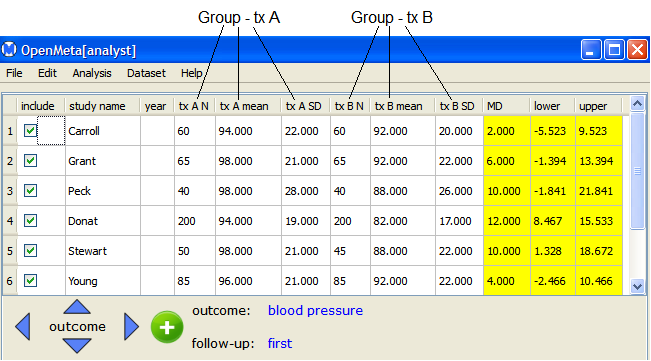 Group - tx A Group - tx B
OpenMeta[analyst]
File Edit Analysis Dataset Help
include study name year tx A N tx A mean tx A SD tx B N tx B mean tx B SD MD lower upper
1 Carroll 60 94.000 22.000 60 92.000 20.000 2.000 -5.523 9.523
2 Grant 65 98.000 21.000 65 92.000 22.000 6.000 -1.394 13.394
3 Peck 40 98.000 28.000 40 88.000 26.000 10.000 -1.841 21.841
4 Donat 200 94.000 19.000 200 82.000 17.000 12.000 8.467 15.533
5 Stewart 50 98.000 21.000 45 88.000 22.000 10.000 1.328 18.672
6 Young 85 96.000 21.000 85 92.000 22.000 4.000 -2.466 10.466
outcome: blood pressure
outcome
follow-up: first